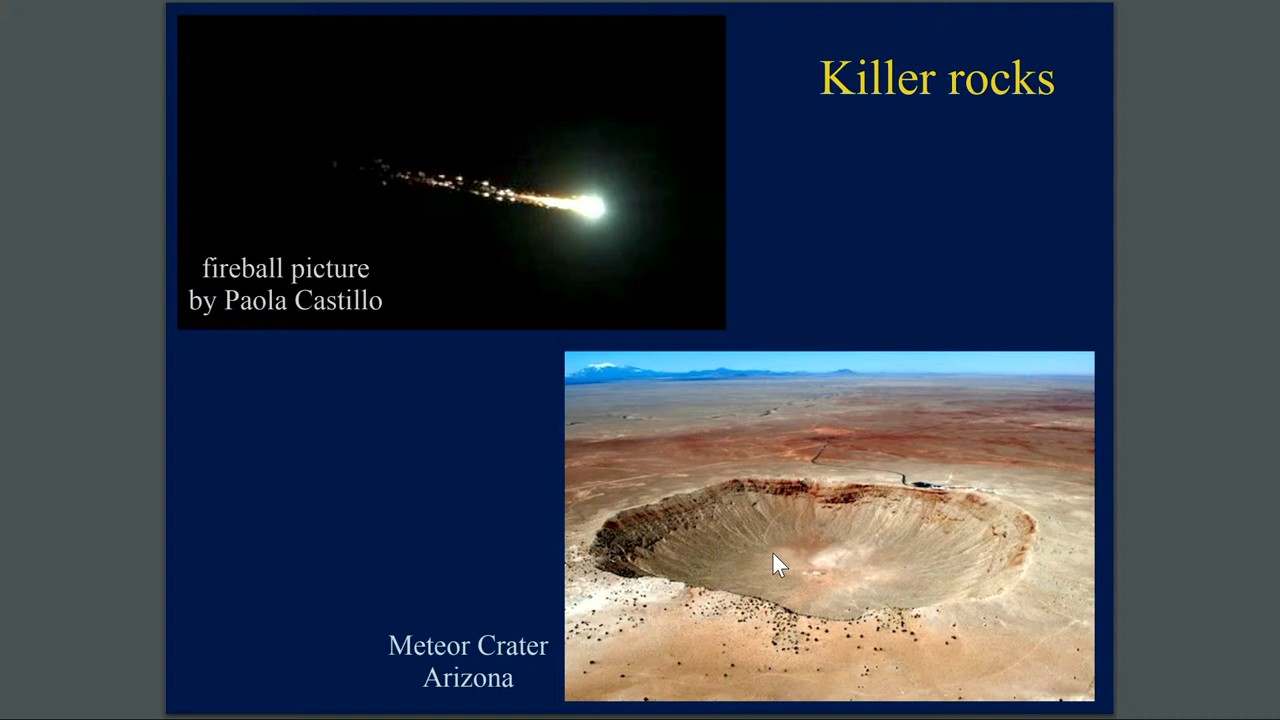 Killer rocks
fireball picture
by Paola Castillo
Meteor Crater
Arizona